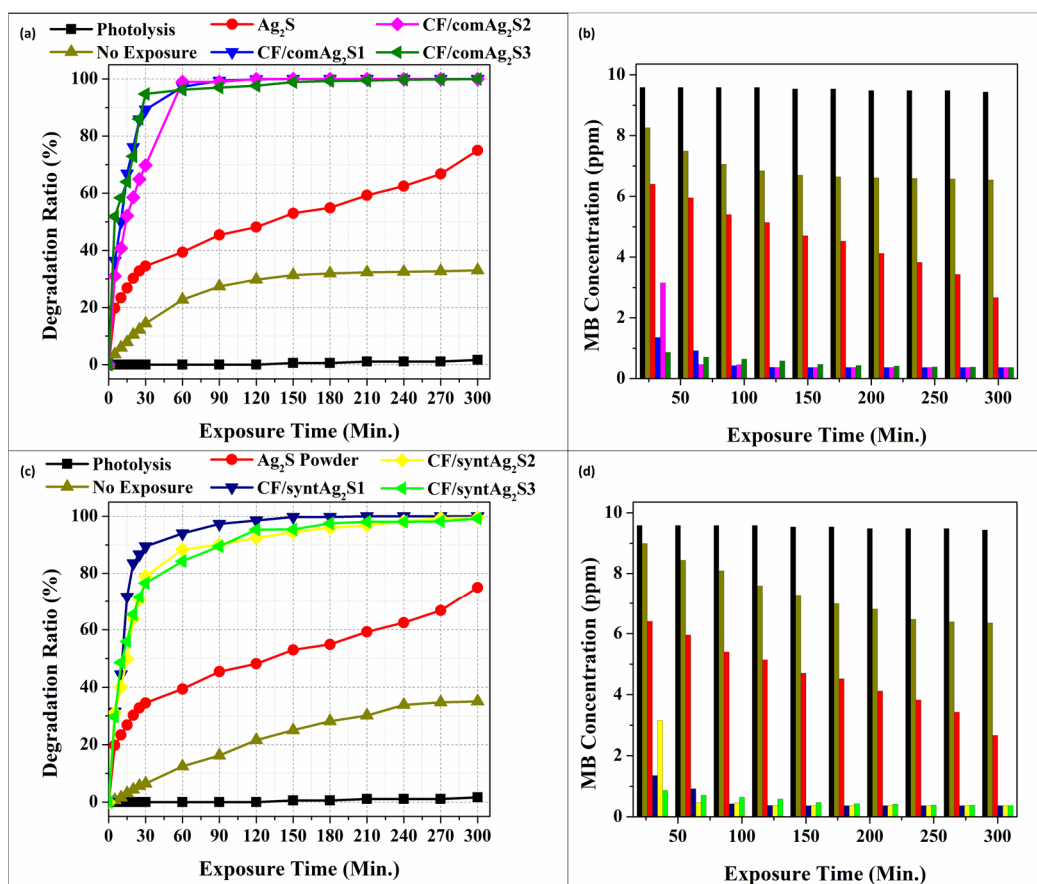 (a)
Photolysis Ag₂S CF/comAg₂S2
No Exposure CF/comAg₂S1 CF/comAg₂S3
Degradation Ratio (%)
100
80
60
40
20
0
0 30 60 90 120 150 180 210 240 270 300
Exposure Time (Min.)
(b)
MB Concentration (ppm)
10
8
6
4
2
0
50 100 150 200 250 300
Exposure Time (Min.)
(c)
Photolysis Ag₂S Powder CF/syntAg₂S2
No Exposure CF/syntAg₂S1 CF/syntAg₂S3
Degradation Ratio (%)
100
80
60
40
20
0
0 30 60 90 120 150 180 210 240 270 300
Exposure Time (Min.)
(d)
MB Concentration (ppm)
10
8
6
4
2
0
50 100 150 200 250 300
Exposure Time (Min.)